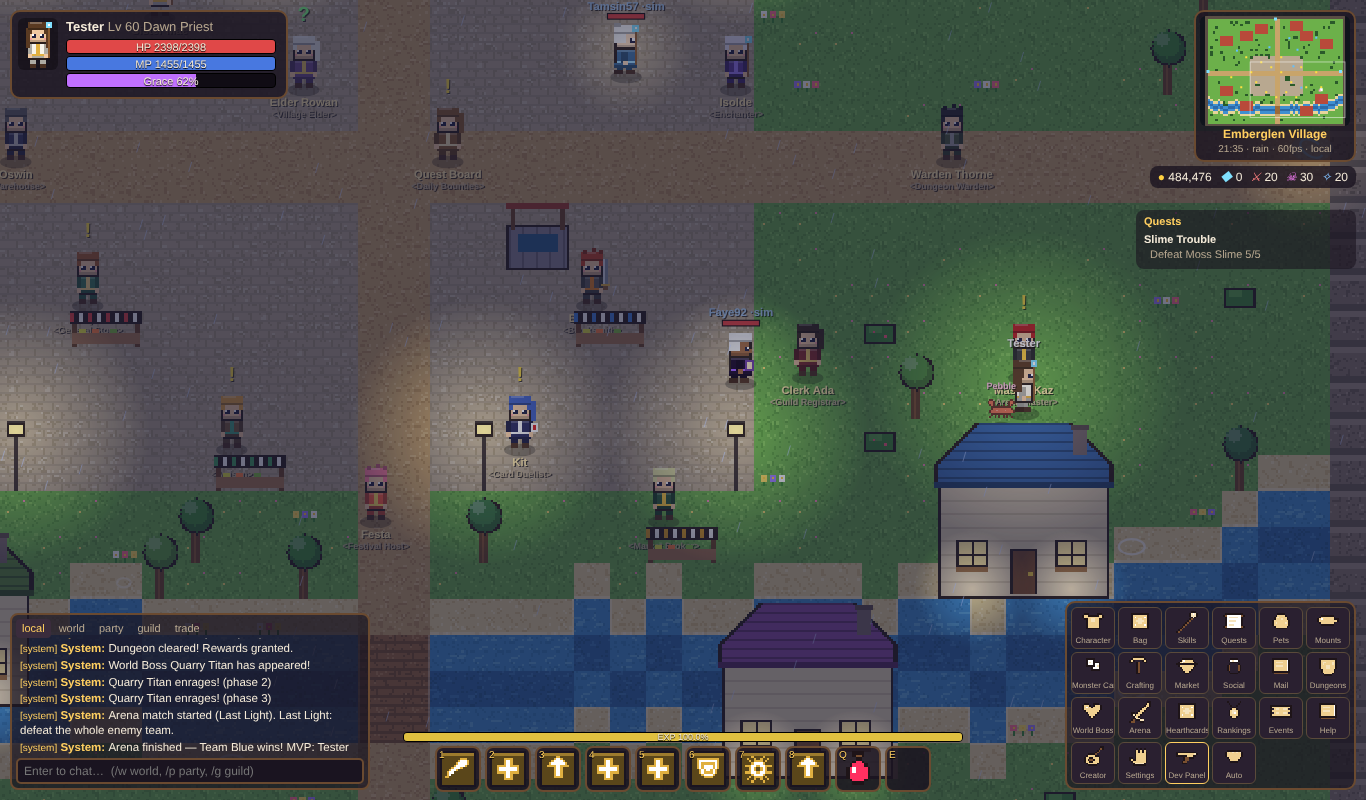 Tester Lv 60 Dawn Priest
HP 2398/2398
MP 1455/1455
Grace 62%
?
Elder Rowan
<Village Elder>
Tamsin57 ·sim
Isolde
<Enchanter>
!
Oswin
Quest Board
<Daily Bounties>
Warden Thorne
<Dungeon Warden>
Emberglen Village
21:35 · rain · 60fps · local
484,476 0 20 30 20
Quests
Slime Trouble
Defeat Moss Slime 5/5
!
!
Faye92 ·sim
Tester
Clerk Ada
<Guild Registrar>
Pebble
Kaz
!
!
Kit
<Card Duelist>
Festa
<Festival Host>
local world party guild trade
[system] System: Dungeon cleared! Rewards granted.
[system] System: World Boss Quarry Titan has appeared!
[system] System: Quarry Titan enrages! (phase 2)
[system] System: Quarry Titan enrages! (phase 3)
[system] System: Arena match started (Last Light). Last Light:
defeat the whole enemy team.
[system] System: Arena finished — Team Blue wins! MVP: Tester
Enter to chat… (/w world, /p party, /g guild)
EXP 100.0%
1 2 3 4 5 6 7 8 Q E
Character Bag Skills Quests Pets Mounts
Monster Ca Crafting Market Social Mail Dungeons
World Boss Arena Hearthcards Rankings Events Help
Creator Settings Dev Panel Auto